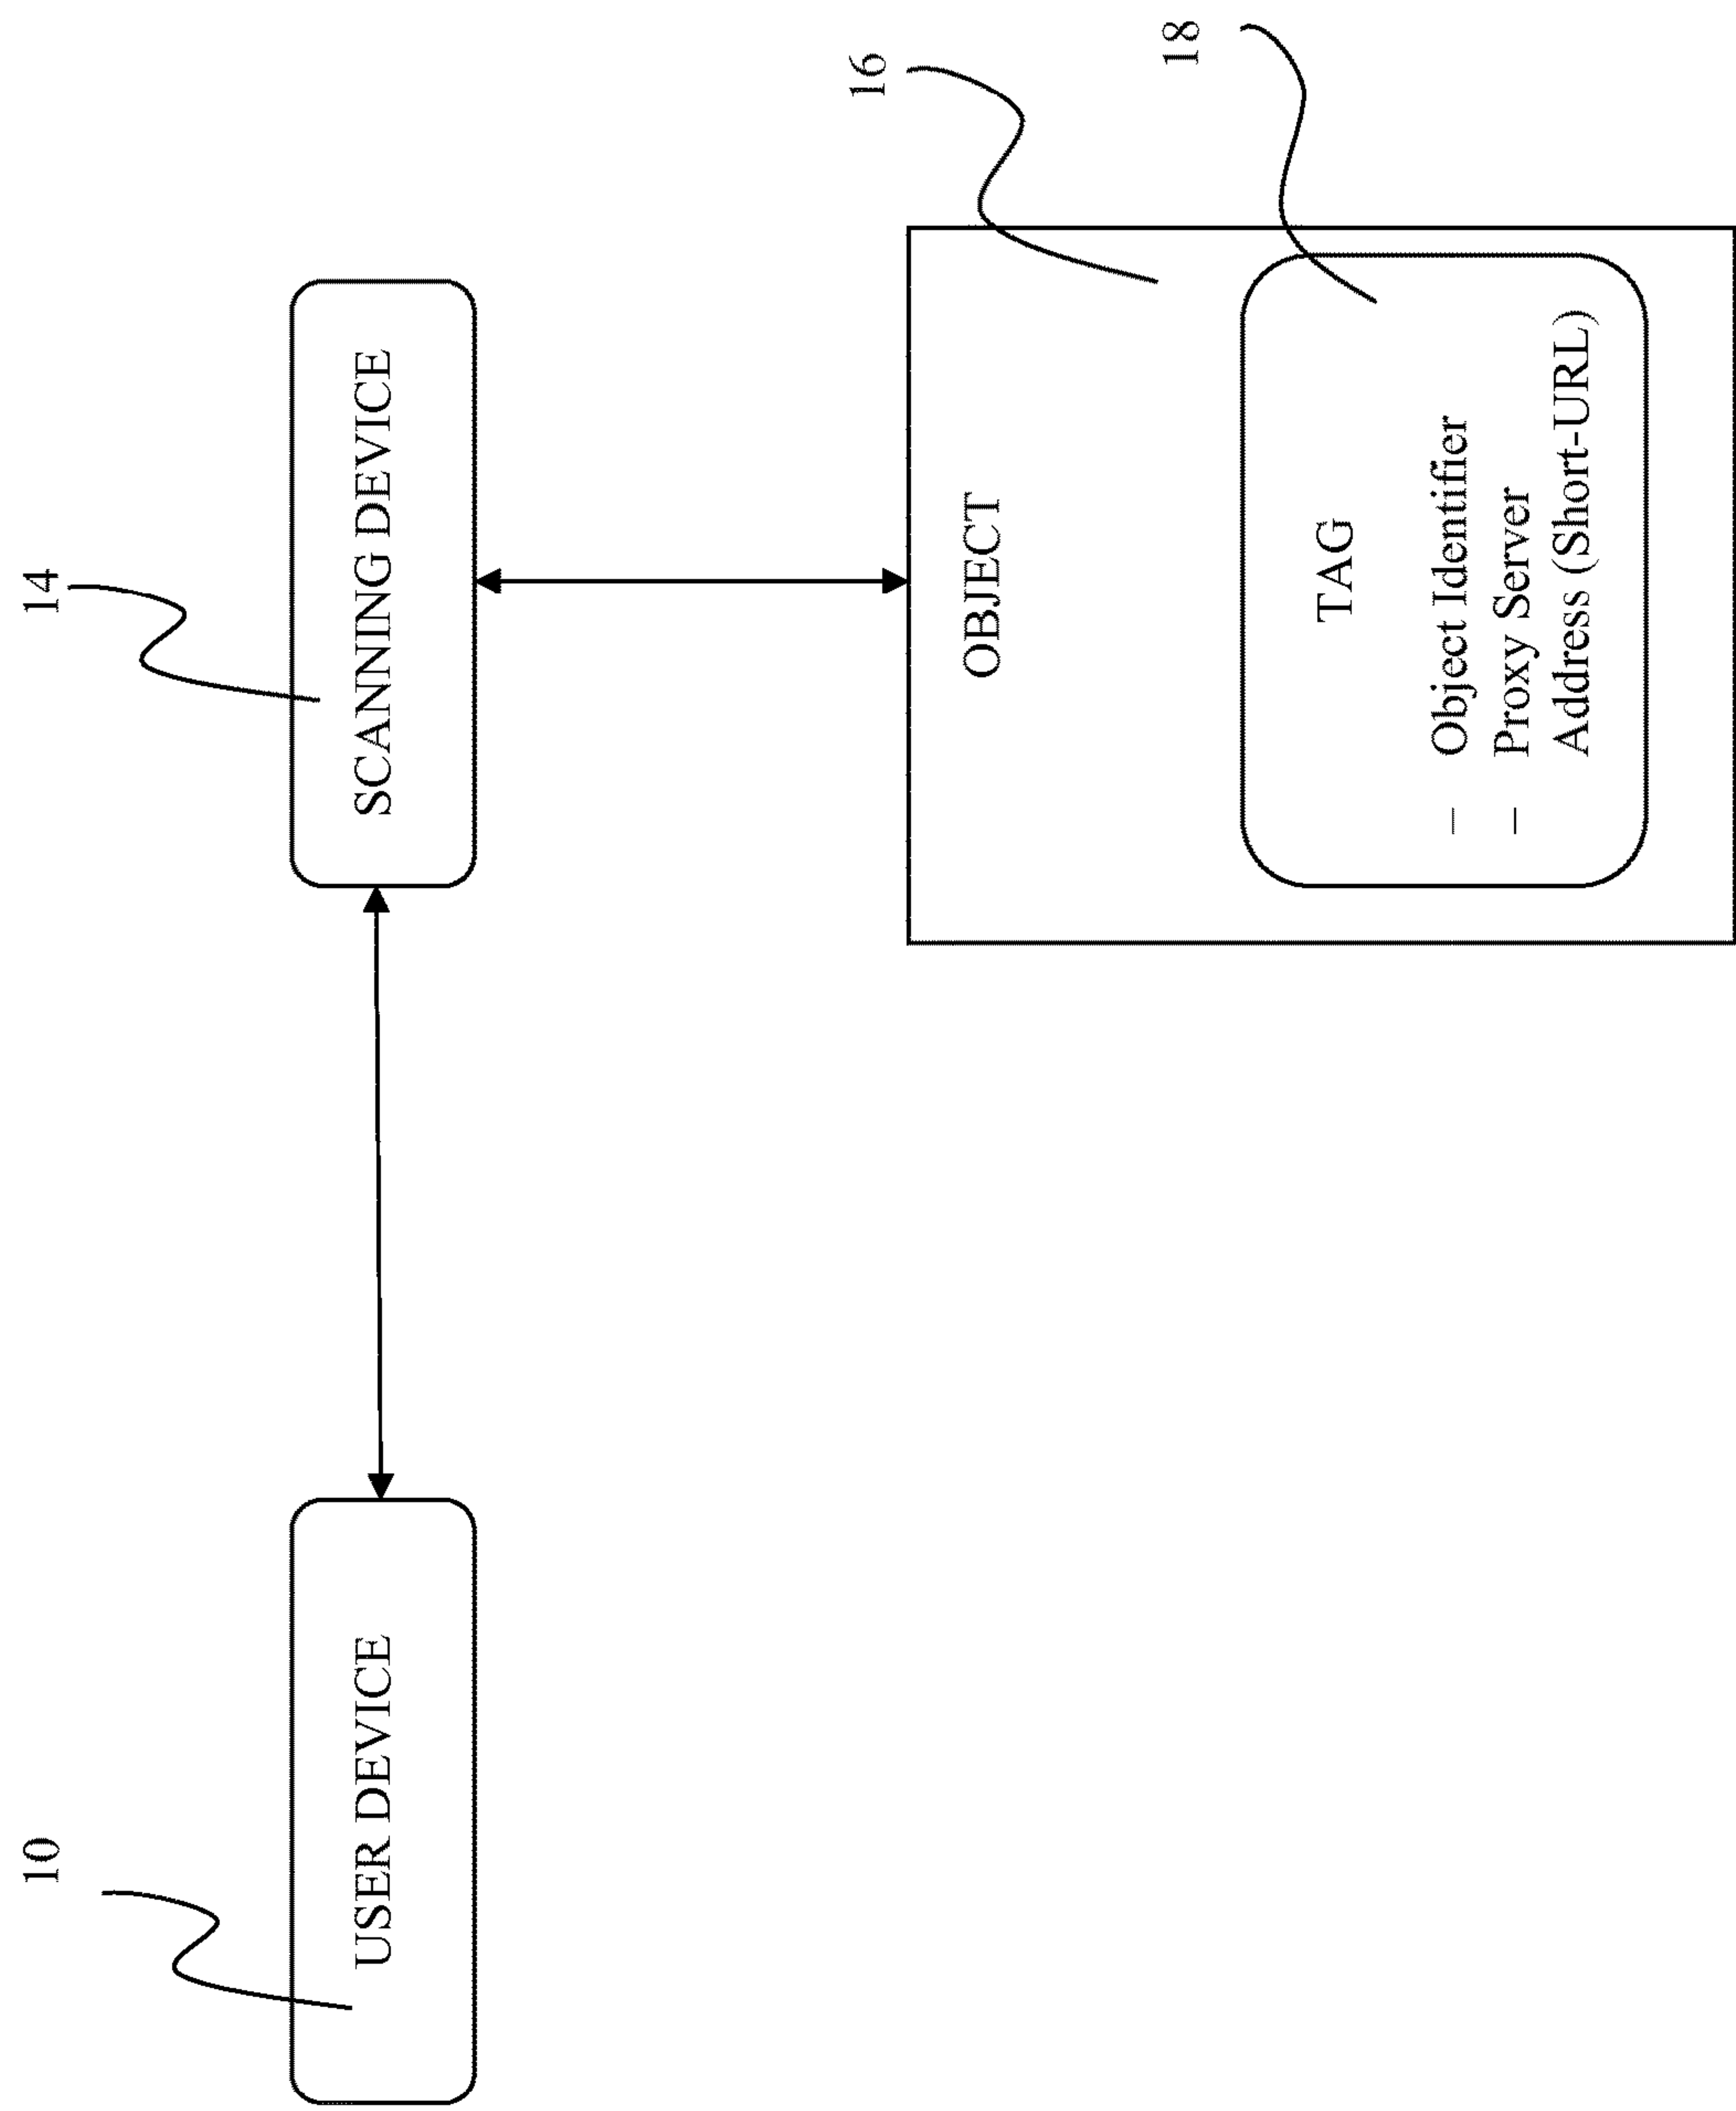 10
14
USER DEVICE
SCANNING DEVICE
16
OBJECT
18
TAG
– Object Identifier
– Proxy Server
Address (Short-URL)